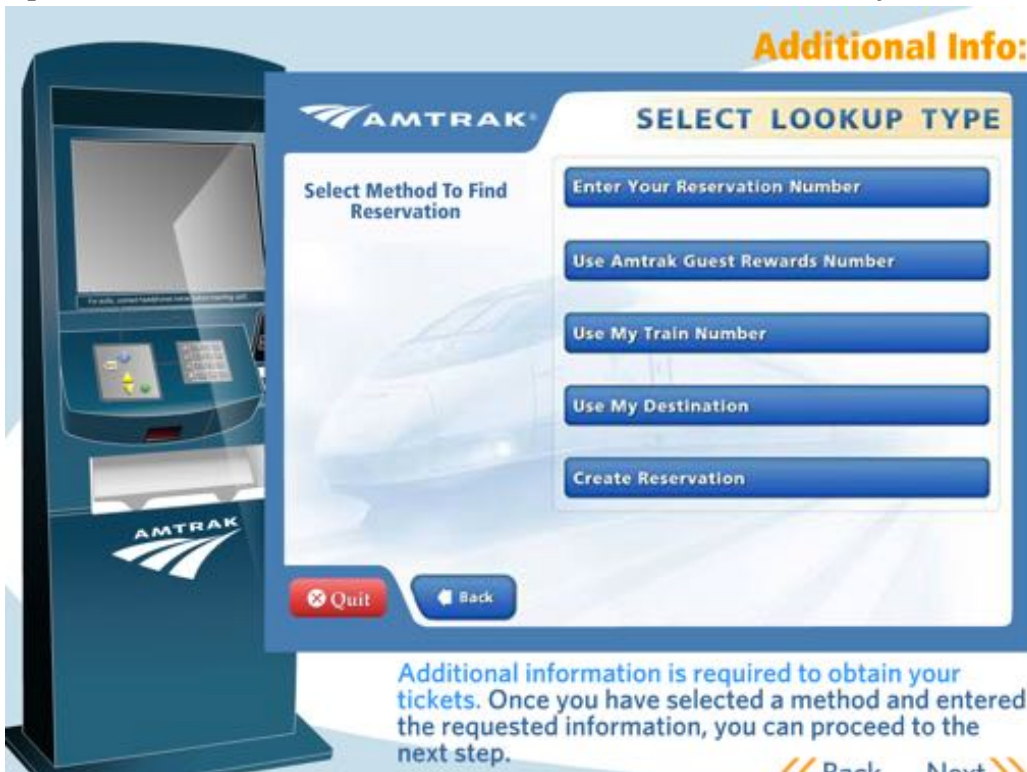 Additional Info:
AMTRAK
SELECT LOOKUP TYPE
Select Method To Find
Reservation
Enter Your Reservation Number
Use Amtrak Guest Rewards Number
Use My Train Number
Use My Destination
Create Reservation
AMTRAK
Quit
Back
Additional information is required to obtain your
tickets. Once you have selected a method and entered
the requested information, you can proceed to the
next step.
Back Next